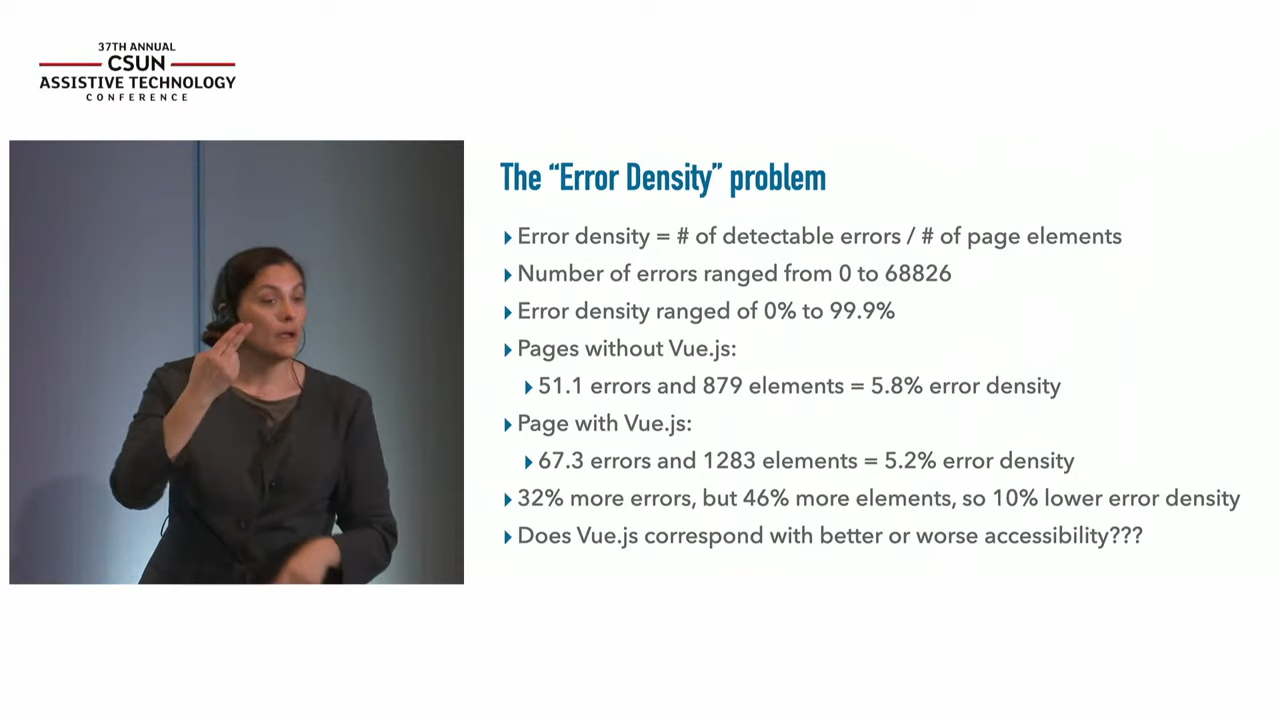 37TH ANNUAL
CSUN
ASSISTIVE TECHNOLOGY
CONFERENCE
The “Error Density” problem
Error density = # of detectable errors / # of page elements
Number of errors ranged from 0 to 68826
Error density ranged of 0% to 99.9%
Pages without Vue.js:
51.1 errors and 879 elements = 5.8% error density
Page with Vue.js:
67.3 errors and 1283 elements = 5.2% error density
32% more errors, but 46% more elements, so 10% lower error density
Does Vue.js correspond with better or worse accessibility???